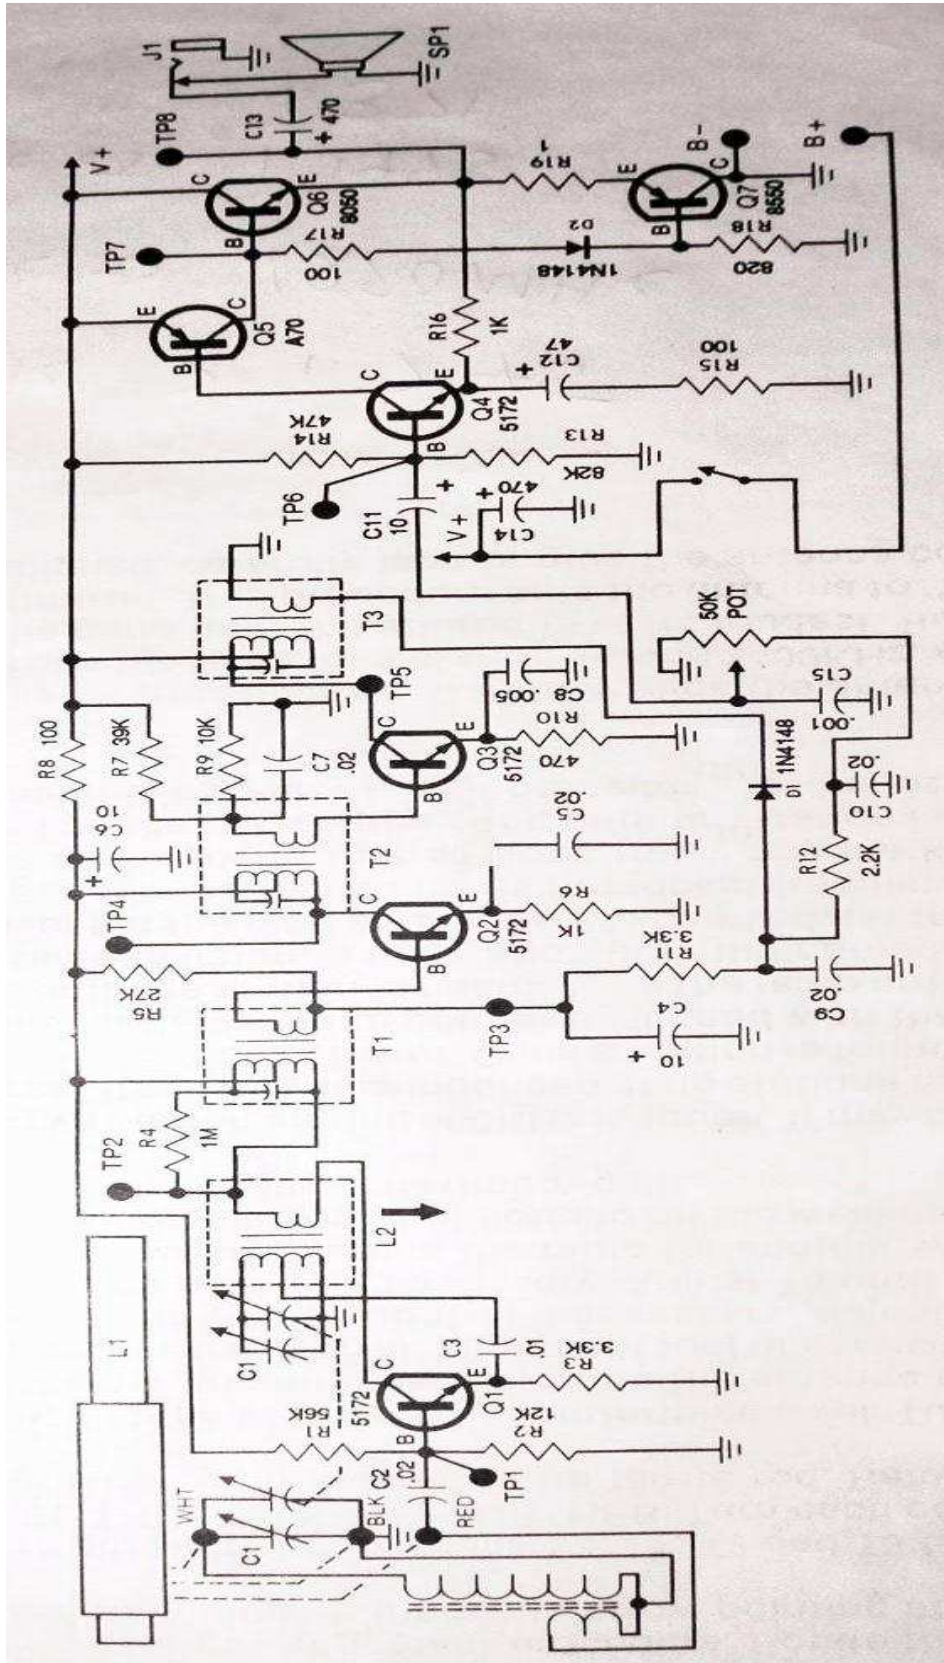 L1
WHT
C1
BLK
RED
C2
.02
TP1
R1
56K
5172
B
C
E
Q1
R2
12K
R3
3.3K
C3
.01
C1
L2
TP2
R4
1M
T1
R5
27K
TP4
TP3
B
C
E
Q2
5172
R6
1K
C5
.02
C4
10
+
R11
3.3K
C9
.02
R12
2.2K
C10
.02
D1
1N4148
C15
.001
50K
POT
C6
10
+
R8 100
R7 39K
R9 10K
C7
.02
T2
T3
TP5
B
C
E
Q3
5172
R10
470
C8 .005
V+
C14
470
+
C11
10
+
TP6
R14
47K
R13
82K
B
C
E
Q4
5172
C12
47
+
R15
100
R16
1K
B
E
C
Q5
A70
TP7
R17
100
D2
1N4148
R18
820
B
C
E
Q6
8050
R19
1
B
E
C
Q7
8550
V+
TP8
C13
470
+
J1
SP1
B-
B+